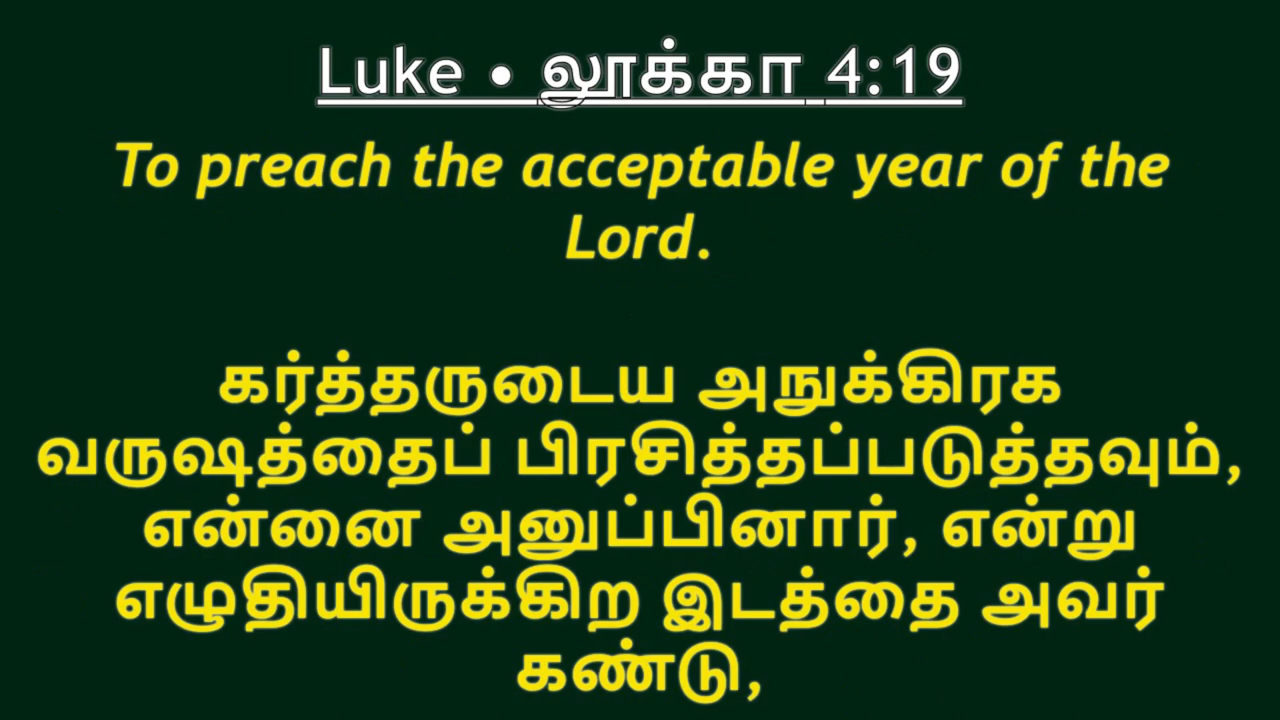 Luke • லூக்கா 4:19
To preach the acceptable year of the
Lord.
கர்த்தருடைய அநுக்கிரக
வருஷத்தைப் பிரசித்தப்படுத்தவும்,
என்னை அனுப்பினார், என்று
எழுதியிருக்கிற இடத்தை அவர்
கண்டு,